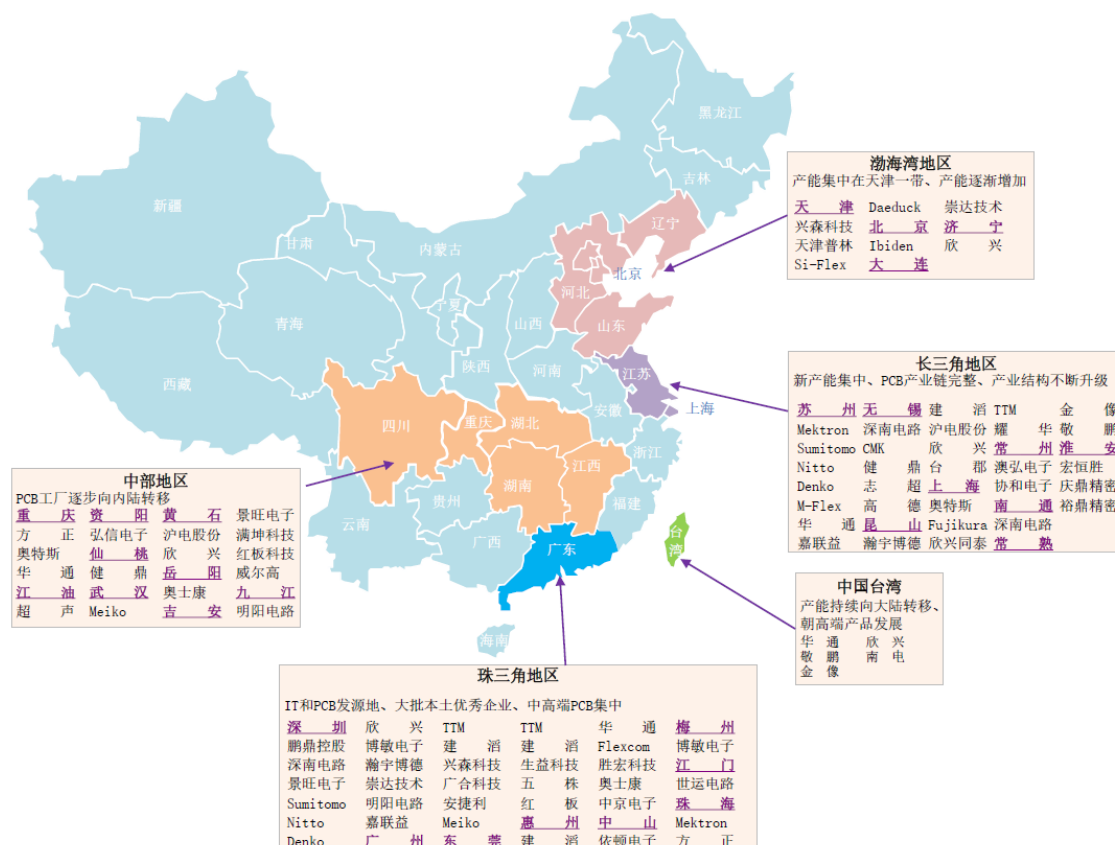 黑龙江
吉林
辽宁
新疆
甘肃
内蒙古
北京
河北
宁夏
山西
山东
青海
陕西
河南
江苏
西藏
上海
安徽
四川
重庆
湖北
浙江
江西
湖南
贵州
福建
云南
广西
广东
台湾
海南
渤海湾地区
产能集中在天津一带、产能逐渐增加
天津 Daeduck 崇达技术
兴森科技 北京 济宁
天津普林 Ibiden 欣兴
Si-Flex 大连
长三角地区
新产能集中、PCB产业链完整、产业结构不断升级
苏州 无锡 建滔 TTM 金像
Mektron 深南电路 沪电股份 耀华 敬鹏
Sumitomo CMK 欣兴 常州 淮安
Nitto 健鼎 台郡 澳弘电子 宏恒胜
Denko 志超 上海 协和电子 庆鼎精密
M-Flex 高德 奥特斯 南通 裕鼎精密
华通 昆山 Fujikura 深南电路
嘉联益 瀚宇博德 欣兴同泰 常熟
中部地区
PCB工厂逐步向内陆转移
重庆 资阳 黄石 景旺电子
方正 弘信电子 沪电股份 满坤科技
奥特斯 仙桃 欣兴 红板科技
华通 健鼎 岳阳 威尔高
江油 武汉 奥士康 九江
超声 Meiko 吉安 明阳电路
中国台湾
产能持续向大陆转移、
朝高端产品发展
华通 欣兴
敬鹏 南电
金像
珠三角地区
IT和PCB发源地、大批本土优秀企业、中高端PCB集中
深圳 欣兴 TTM TTM 华通 梅州
鹏鼎控股 博敏电子 建滔 建滔 Flexcom 博敏电子
深南电路 瀚宇博德 兴森科技 生益科技 胜宏科技 江门
景旺电子 崇达技术 广合科技 五株 奥士康 世运电路
Sumitomo 明阳电路 安捷利 红板 中京电子 珠海
Nitto 嘉联益 Meiko 惠州 中山 Mektron
Denko 广州 东莞 建滔 依顿电子 方正